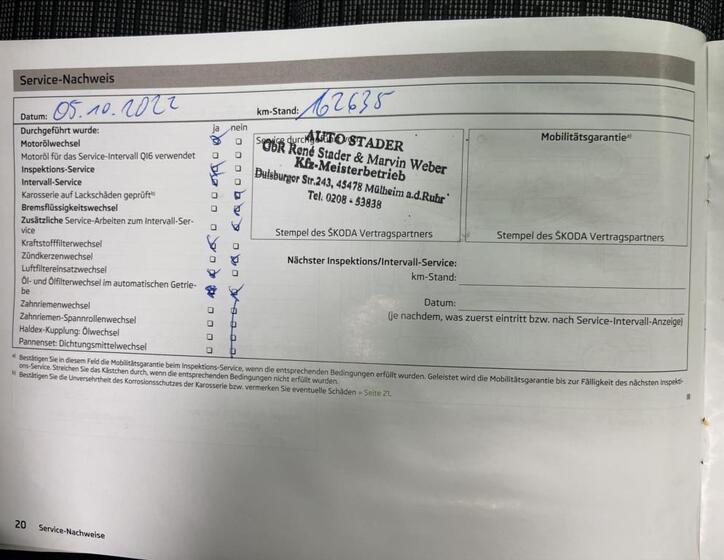 Service-Nachweis
Datum: 05.10.2022 km-Stand: 162635
Durchgeführt wurde: ja nein
Motorölwechsel
Motoröl für das Service-Intervall QI6 verwendet
Inspektions-Service
Intervall-Service
Karosserie auf Lackschäden geprüft b)
Bremsflüssigkeitswechsel
Zusätzliche Service-Arbeiten zum Intervall-Ser-
vice
Kraftstofffilterwechsel
Zündkerzenwechsel
Luftfiltereinsatzwechsel
Öl- und Ölfilterwechsel im automatischen Getrie-
be
Zahnriemenwechsel
Zahnriemen-Spannrollenwechsel
Haldex-Kupplung: Ölwechsel
Pannenset: Dichtungsmittelwechsel
Service durch
AUTO STADER
GbR René Stader & Marvin Weber
Kfz-Meisterbetrieb
Duisburger Str.243, 45478 Mülheim a.d.Ruhr
Tel. 0208 - 53838
Stempel des ŠKODA Vertragspartners
Mobilitätsgarantie a)
Stempel des ŠKODA Vertragspartners
Nächster Inspektions/Intervall-Service:
km-Stand:
Datum:
(je nachdem, was zuerst eintritt bzw. nach Service-Intervall-Anzeige)
a) Bestätigen Sie in diesem Feld die Mobilitätsgarantie beim Inspektions-Service, wenn die entsprechenden Bedingungen erfüllt wurden. Geleistet wird die Mobilitätsgarantie bis zur Fälligkeit des nächsten Inspekti-
ons-Service. Streichen Sie das Kästchen durch, wenn die entsprechenden Bedingungen nicht erfüllt wurden.
b) Bestätigen Sie die Unversehrtheit des Korrosionsschutzes der Karosserie bzw. vermerken Sie eventuelle Schäden » Seite 21.
20 Service-Nachweise